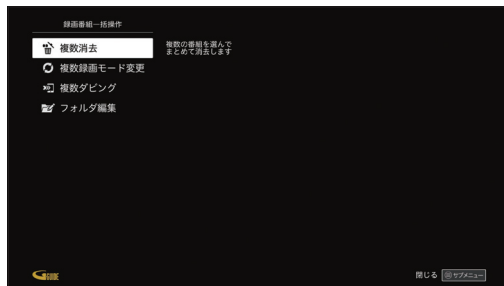 録画番組一括操作
複数消去
複数の番組を選んで
まとめて消去します
複数録画モード変更
複数ダビング
フォルダ編集
GGUIDE
閉じる サブメニュー